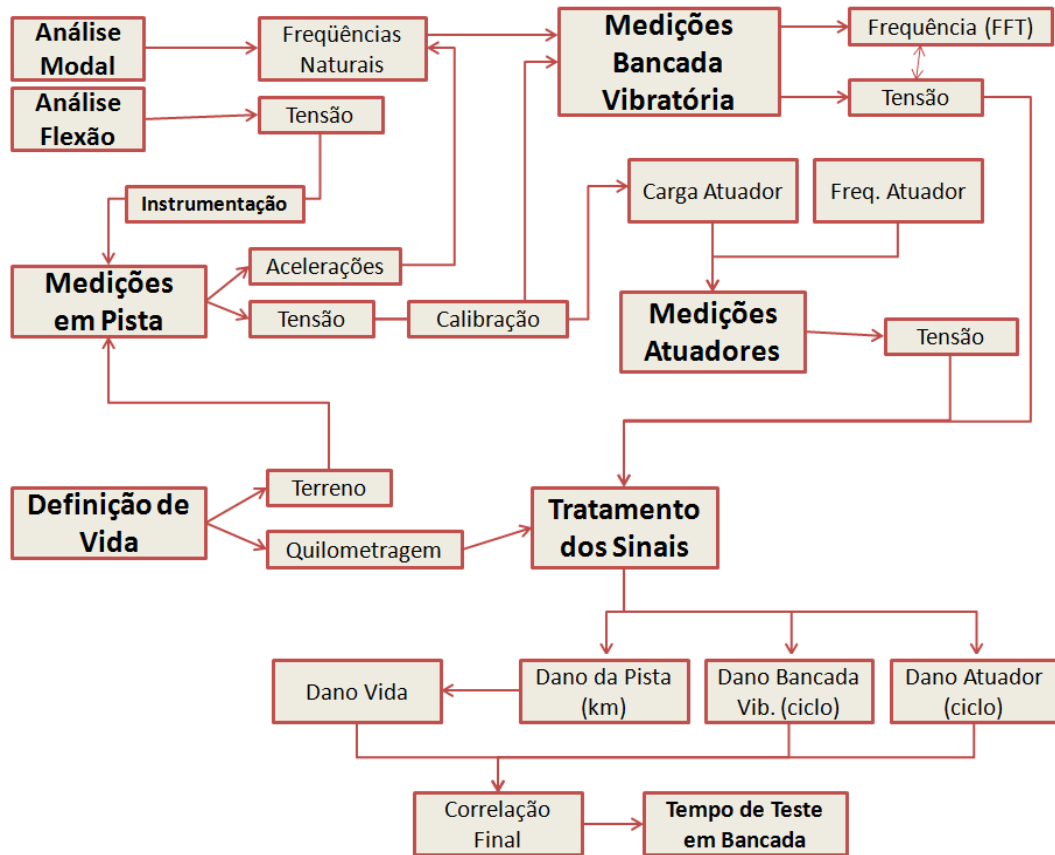 Análise
Modal
Freqüências
Naturais
Medições
Bancada
Vibratória
Frequência (FFT)
Tensão
Análise
Flexão
Tensão
Instrumentação
Carga Atuador
Freq. Atuador
Medições
em Pista
Acelerações
Tensão
Calibração
Medições
Atuadores
Tensão
Definição de
Vida
Terreno
Quilometragem
Tratamento
dos Sinais
Dano Vida
Dano da Pista
(km)
Dano Bancada
Vib. (ciclo)
Dano Atuador
(ciclo)
Correlação
Final
Tempo de Teste
em Bancada